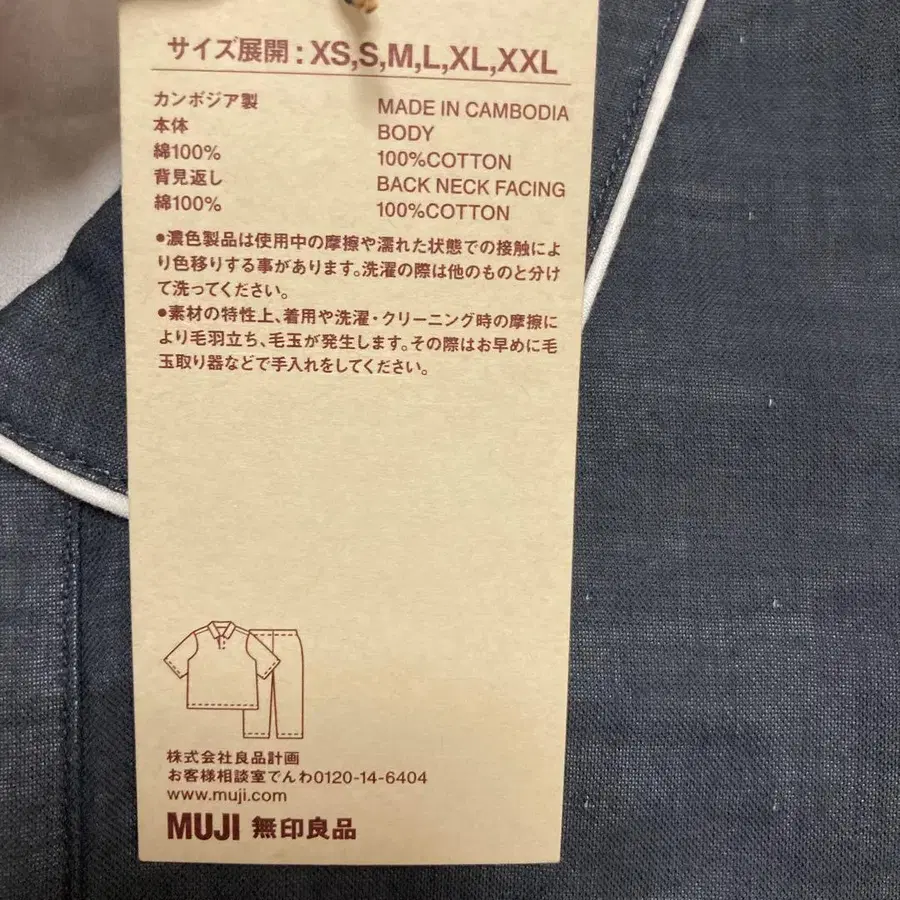 サイズ展開：XS,S,M,L,XL,XXL
カンボジア製 MADE IN CAMBODIA
本体 BODY
綿100% 100%COTTON
背見返し BACK NECK FACING
綿100% 100%COTTON
●濃色製品は使用中の摩擦や濡れた状態での接触によ
り色移りする事があります。洗濯の際は他のものと分け
て洗ってください。
●素材の特性上、着用や洗濯・クリーニング時の摩擦に
より毛羽立ち、毛玉が発生します。その際はお早めに毛
玉取り器などで手入れをしてください。
株式会社良品計画
お客様相談室でんわ0120-14-6404
www.muji.com
MUJI 無印良品